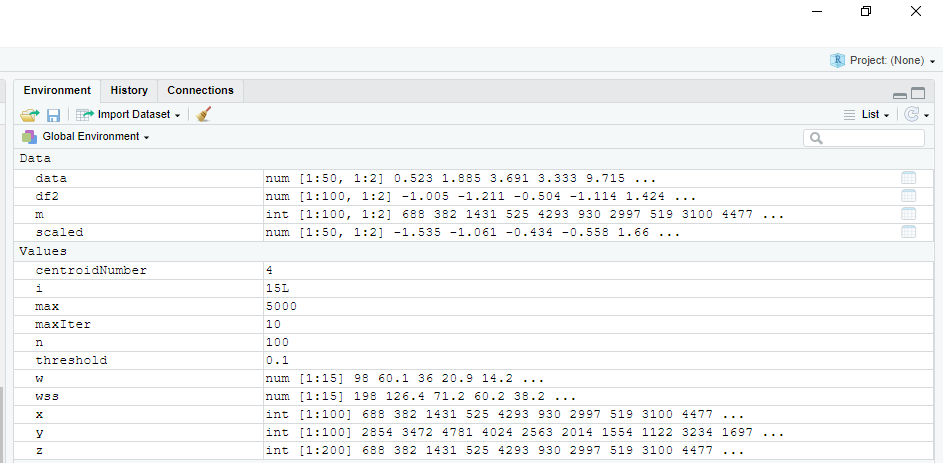 Project: (None)
Environment History Connections
Import Dataset List
Global Environment
Data
data num [1:50, 1:2] 0.523 1.885 3.691 3.333 9.715 ...
df2 num [1:100, 1:2] -1.005 -1.211 -0.504 -1.114 1.424 ...
m int [1:100, 1:2] 688 382 1431 525 4293 930 2997 519 3100 4477 ...
scaled num [1:50, 1:2] -1.535 -1.061 -0.434 -0.558 1.66 ...
Values
centroidNumber 4
i 15L
max 5000
maxIter 10
n 100
threshold 0.1
w num [1:15] 98 60.1 36 20.9 14.2 ...
wss num [1:15] 198 126.4 71.2 60.2 38.2 ...
x int [1:100] 688 382 1431 525 4293 930 2997 519 3100 4477 ...
y int [1:100] 2854 3472 4781 4024 2563 2014 1554 1122 3234 1697 ...
z int [1:200] 688 382 1431 525 4293 930 2997 519 3100 4477 ...